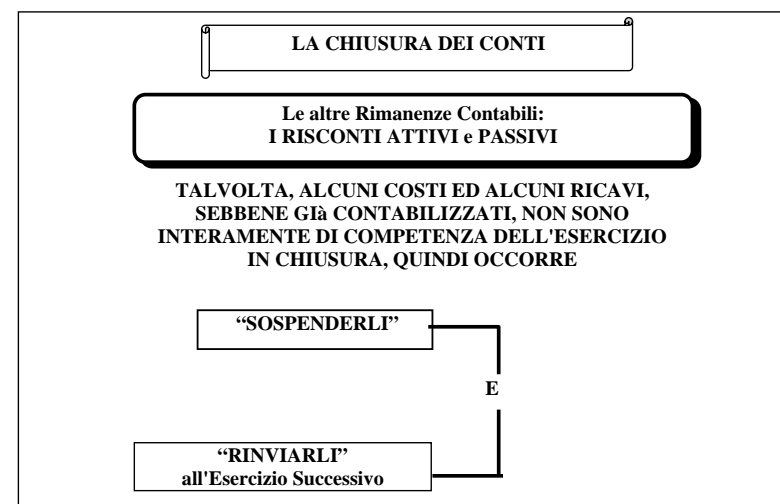 LA CHIUSURA DEI CONTI
Le altre Rimanenze Contabili:
I RISCONTI ATTIVI e PASSIVI
TALVOLTA, ALCUNI COSTI ED ALCUNI RICAVI,
SEBBENE GIà CONTABILIZZATI, NON SONO
INTERAMENTE DI COMPETENZA DELL'ESERCIZIO
IN CHIUSURA, QUINDI OCCORRE
“SOSPENDERLI”
E
“RINVIARLI”
all'Esercizio Successivo